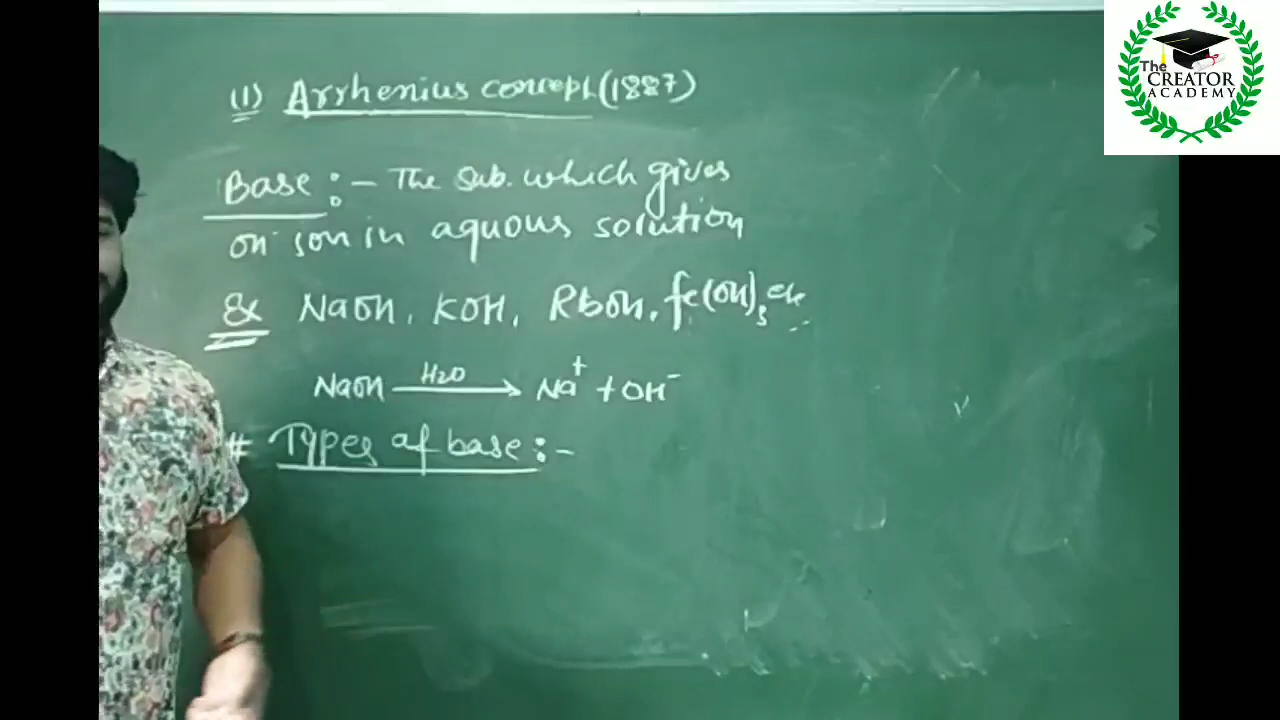 (1) Arrhenius concept (1887)
Base :- The sub. which gives
OH⁻ ion in aquous solution
Ex NaOH, KOH, RbOH, Fe(OH)₃ etc
NaOH H₂O → Na⁺ + OH⁻
# Types of base :-
The
CREATOR
ACADEMY